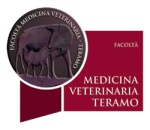 FACOLTÀ MEDICINA VETERINARIA - TERAMO
FACOLTÀ
MEDICINA
VETERINARIA
TERAMO